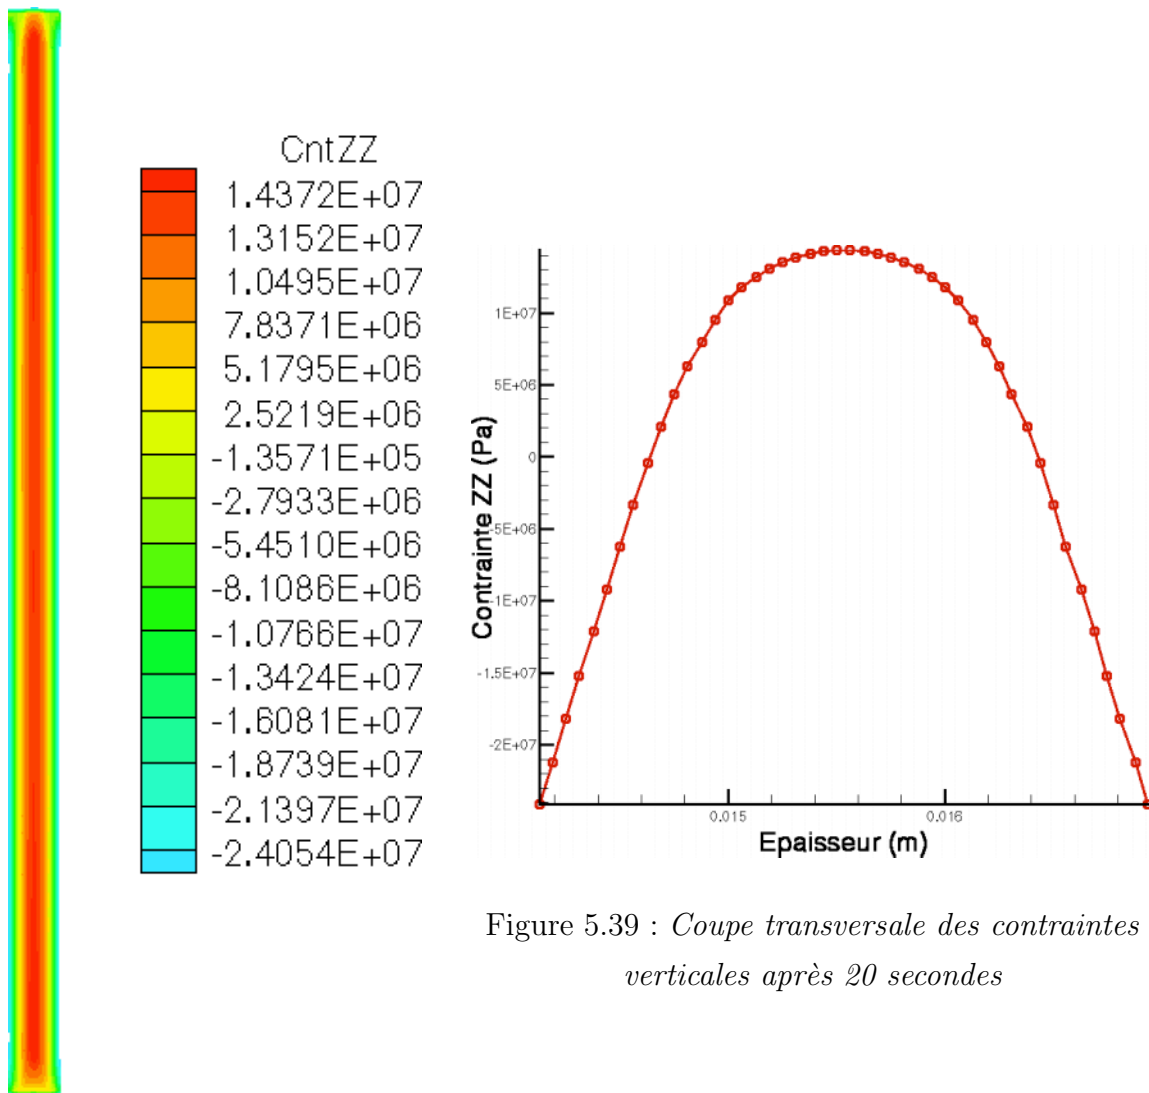 CntZZ
1.4372E+07
1.3152E+07
1.0495E+07
7.8371E+06
5.1795E+06
2.5219E+06
-1.3571E+05
-2.7933E+06
-5.4510E+06
-8.1086E+06
-1.0766E+07
-1.3424E+07
-1.6081E+07
-1.8739E+07
-2.1397E+07
-2.4054E+07
Contrainte ZZ (Pa)
1E+07
5E+06
0
-5E+06
-1E+07
-1.5E+07
-2E+07
0.015
0.016
Epaisseur (m)
Figure 5.39 : Coupe transversale des contraintes
verticales après 20 secondes